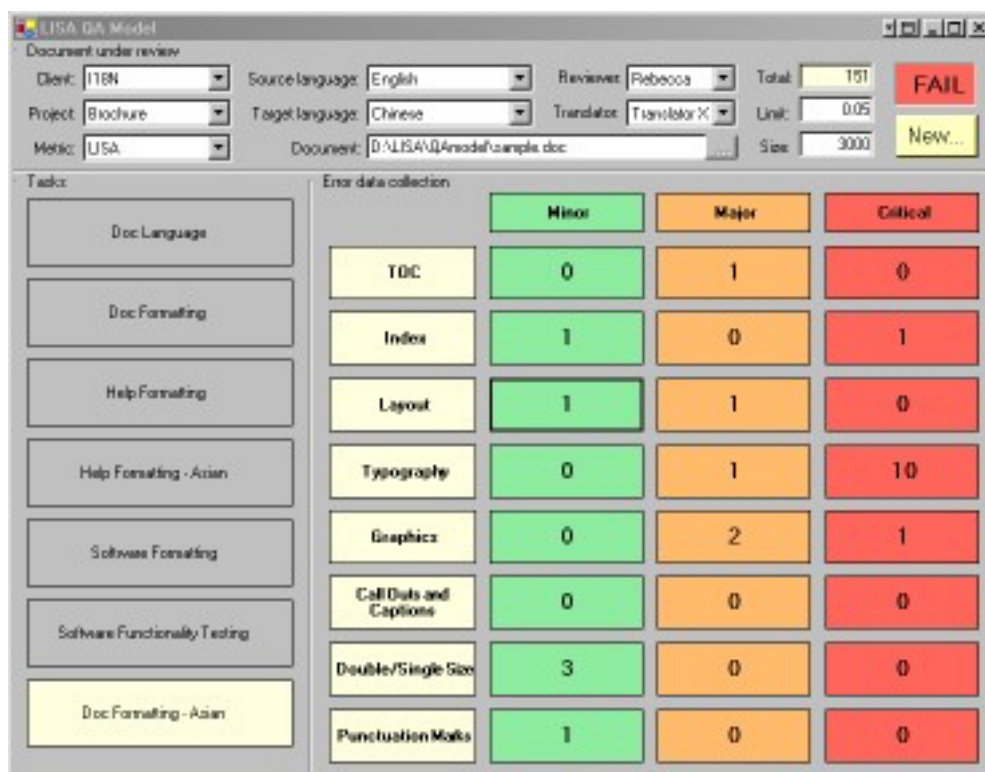 LISA QA Model
Document under review
Client: I18N Source language: English Reviewer: Rebecca Total: 151 FAIL
Project: Brochure Target language: Chinese Translator: Translator X Limit: 0.05 New...
Metric: LISA Document: D:\LISA\QAmodel\sample.doc ... Size: 3000
Tasks Error data collection
Minor Major Critical
Doc Language
TOC 0 1 0
Doc Formatting
Index 1 0 1
Help Formatting
Layout 1 1 0
Help Formatting - Asian
Typography 0 1 10
Software Formatting
Graphics 0 2 1
Call Outs and
Captions 0 0 0
Software Functionality Testing
Double/Single Size 3 0 0
Doc Formatting - Asian
Punctuation Marks 1 0 0